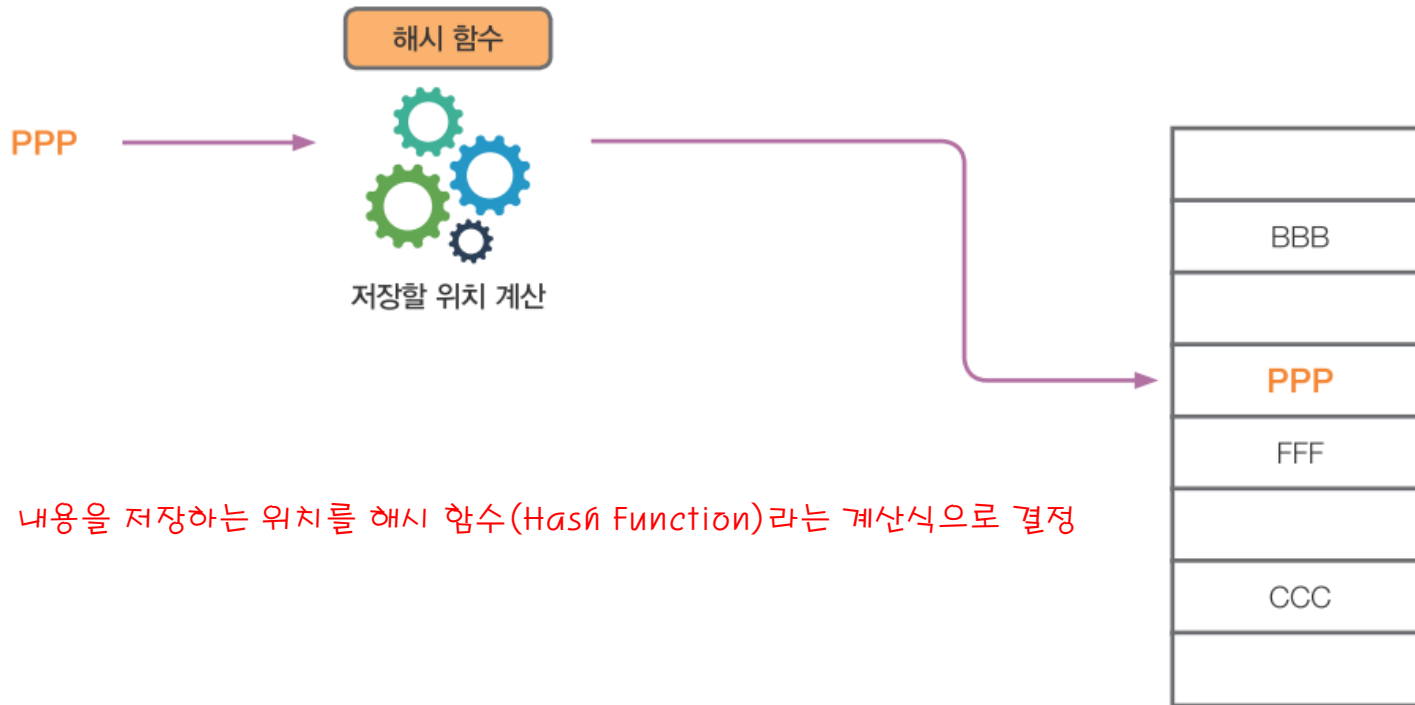 해시 함수
PPP
저장할 위치 계산
BBB
PPP
FFF
CCC
내용을 저장하는 위치를 해시 함수(Hash Function)라는 계산식으로 결정